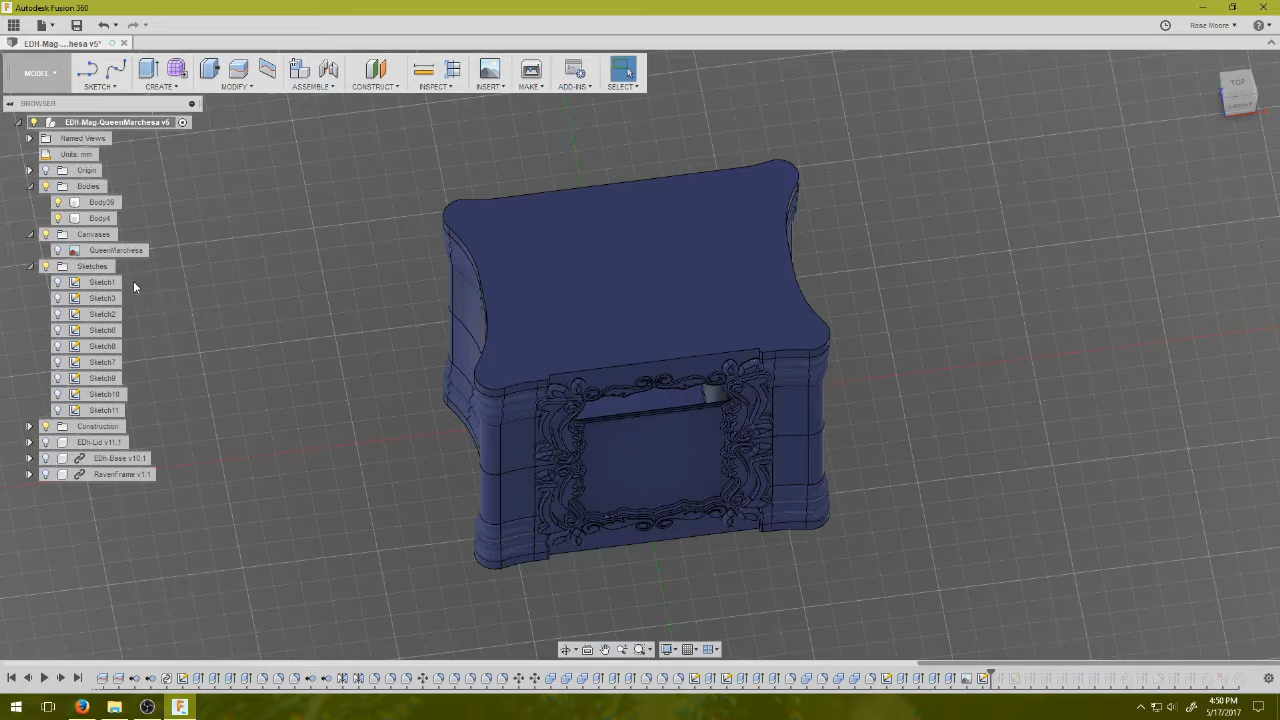 Autodesk Fusion 360
Rose Moore
EDH-Mag-...hesa v5*
MODEL
SKETCH
CREATE
MODIFY
ASSEMBLE
CONSTRUCT
INSPECT
INSERT
MAKE
ADD-INS
SELECT
BROWSER
TOP
FRONT
EDH-Mag-QueenMarchesa v6
Named Views
Units: mm
Origin
Bodies
Body39
Body4
Canvases
QueenMarchesa
Sketches
Sketch1
Sketch3
Sketch2
Sketch6
Sketch8
Sketch7
Sketch9
Sketch10
Sketch11
Construction
EDh-Lid v11:1
EDh-Base v10:1
RavenFrame v1:1
4:50 PM
5/17/2017